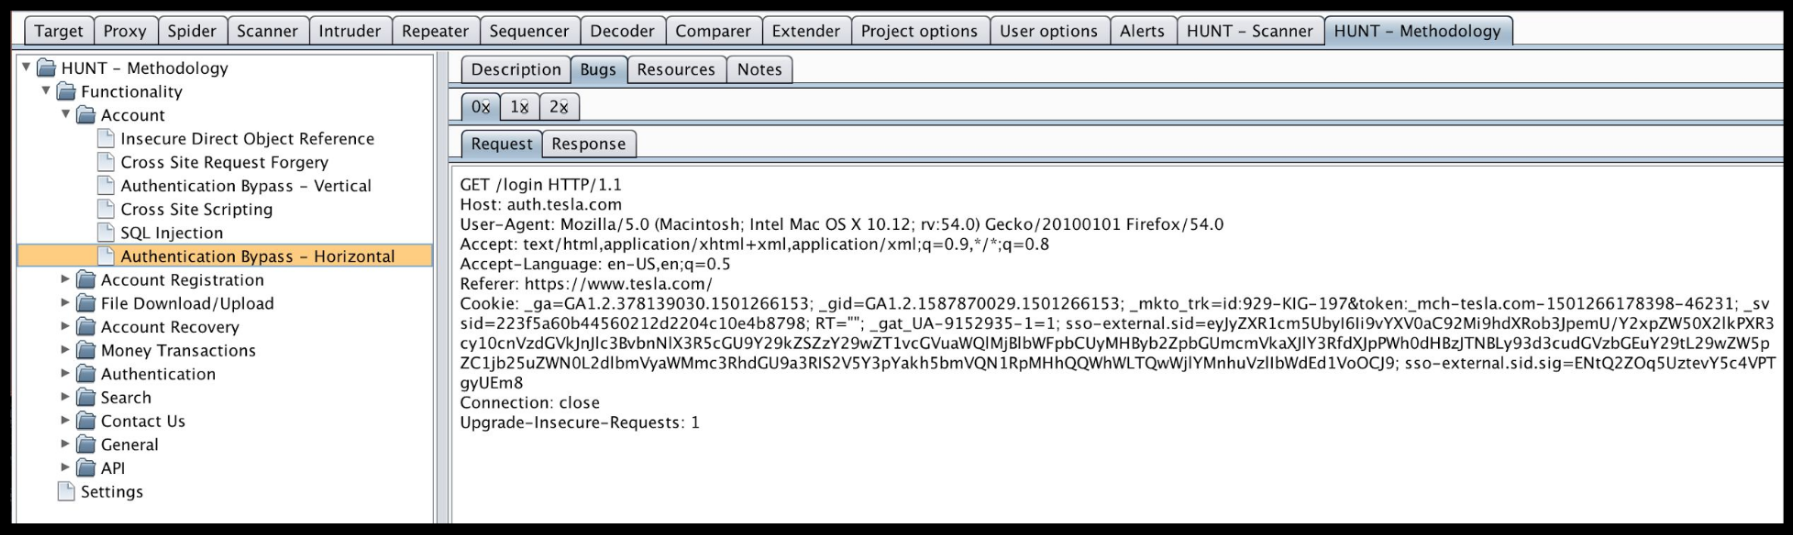 Target Proxy Spider Scanner Intruder Repeater Sequencer Decoder Comparer Extender Project options User options Alerts HUNT – Scanner HUNT – Methodology
HUNT – Methodology
Functionality
Account
Insecure Direct Object Reference
Cross Site Request Forgery
Authentication Bypass – Vertical
Cross Site Scripting
SQL Injection
Authentication Bypass – Horizontal
Account Registration
File Download/Upload
Account Recovery
Money Transactions
Authentication
Search
Contact Us
General
API
Settings
Description Bugs Resources Notes
0x 1x 2x
Request Response
GET /login HTTP/1.1
Host: auth.tesla.com
User-Agent: Mozilla/5.0 (Macintosh; Intel Mac OS X 10.12; rv:54.0) Gecko/20100101 Firefox/54.0
Accept: text/html,application/xhtml+xml,application/xml;q=0.9,*/*;q=0.8
Accept-Language: en-US,en;q=0.5
Referer: https://www.tesla.com/
Cookie: _ga=GA1.2.378139030.1501266153; _gid=GA1.2.1587870029.1501266153; _mkto_trk=id:929-KIG-197&token:_mch-tesla.com-1501266178398-46231; _sv
sid=223f5a60b44560212d2204c10e4b8798; RT=""; _gat_UA-9152935-1=1; sso-external.sid=eyJyZXR1cm5UbyI6Ii9vYXV0aC92Mi9hdXRob3JpemU/Y2xpZW50X2lkPXR3
cy10cnVzdGVkJnJlc3BvbnNlX3R5cGU9Y29kZSZzY29wZT1vcGVuaWQlMjBlbWFpbCUyMHByb2ZpbGUmcmVkaXJlY3RfdXJpPWh0dHBzJTNBLy93d3cudGVzbGEuY29tL29wZW5p
ZC1jb25uZWN0L2dlbmVyaWMmc3RhdGU9a3RIS2V5Y3pYakh5bmVQN1RpMHhQQWhWLTQwWjlYMnhuVzlIbWdEd1VoOCJ9; sso-external.sid.sig=ENtQ2ZOq5UztevY5c4VPT
gyUEm8
Connection: close
Upgrade-Insecure-Requests: 1